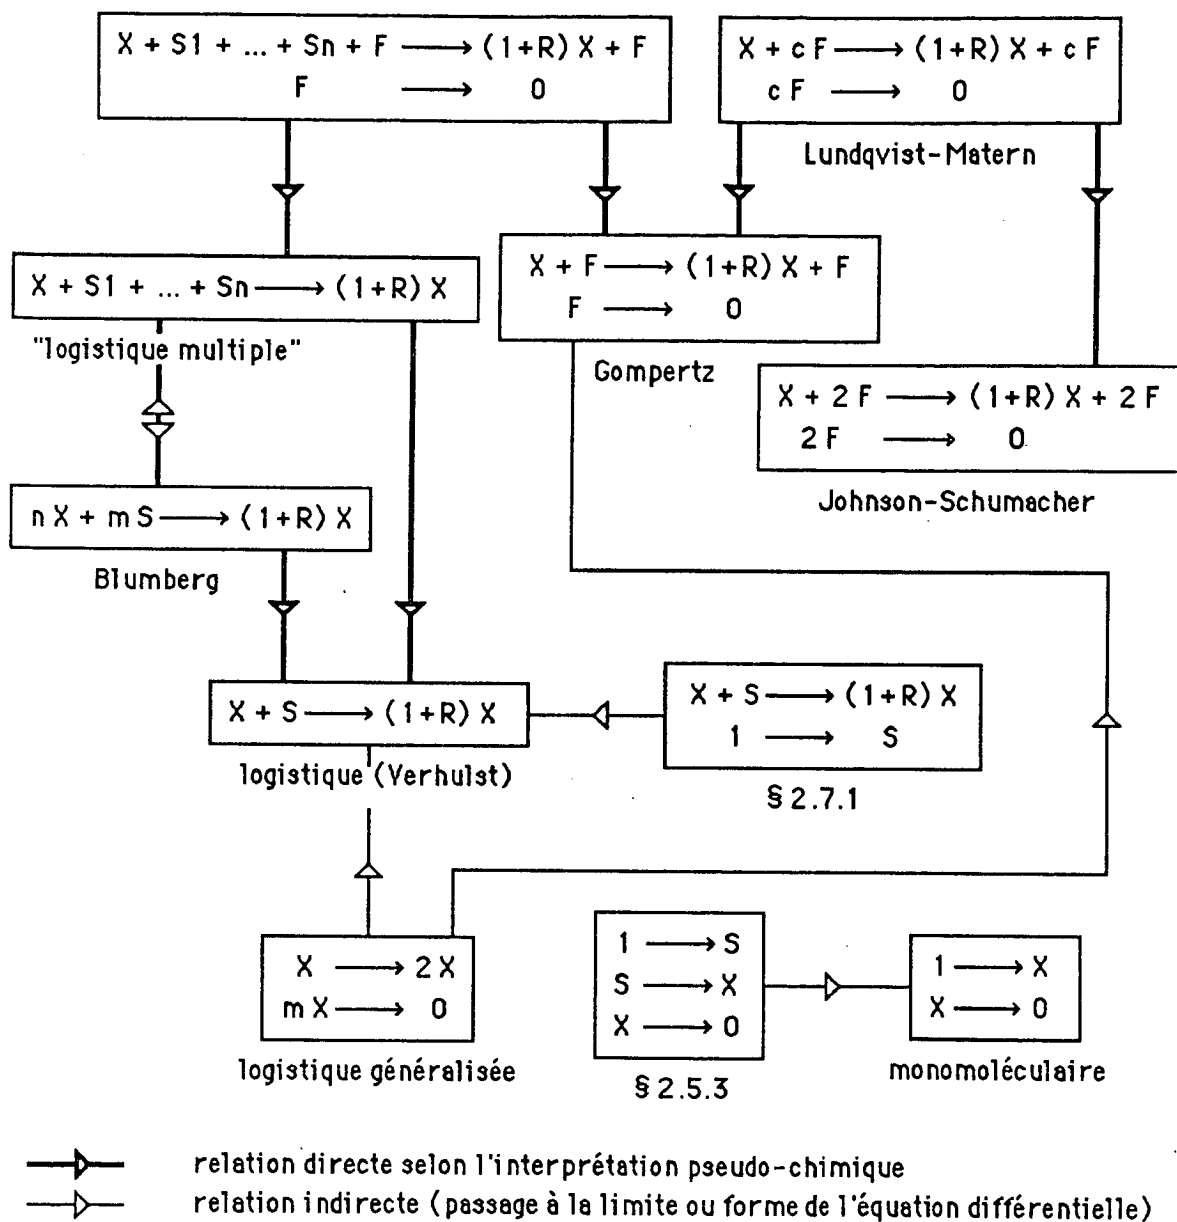 X + S1 + ... + Sn + F ⟶ (1+R) X + F
F ⟶ 0
X + c F ⟶ (1+R) X + c F
c F ⟶ 0
Lundqvist-Matern
X + S1 + ... + Sn ⟶ (1+R) X
"logistique multiple"
X + F ⟶ (1+R) X + F
F ⟶ 0
Gompertz
X + 2 F ⟶ (1+R) X + 2 F
2 F ⟶ 0
Johnson-Schumacher
n X + m S ⟶ (1+R) X
Blumberg
X + S ⟶ (1+R) X
logistique (Verhulst)
X + S ⟶ (1+R) X
1 ⟶ S
§ 2.7.1
X ⟶ 2 X
m X ⟶ 0
logistique généralisée
1 ⟶ S
S ⟶ X
X ⟶ 0
§ 2.5.3
1 ⟶ X
X ⟶ 0
monomoléculaire
relation directe selon l'interprétation pseudo-chimique
relation indirecte (passage à la limite ou forme de l'équation différentielle)